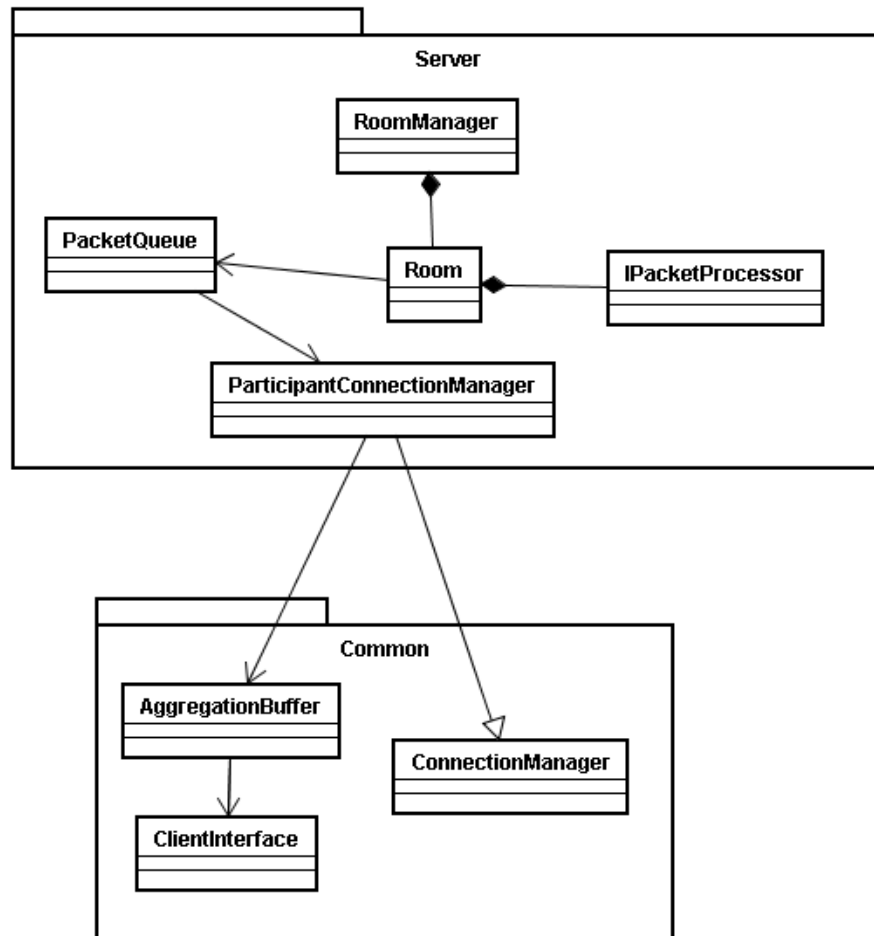 Server
RoomManager
PacketQueue
Room
IPacketProcessor
ParticipantConnectionManager
Common
AggregationBuffer
ConnectionManager
ClientInterface